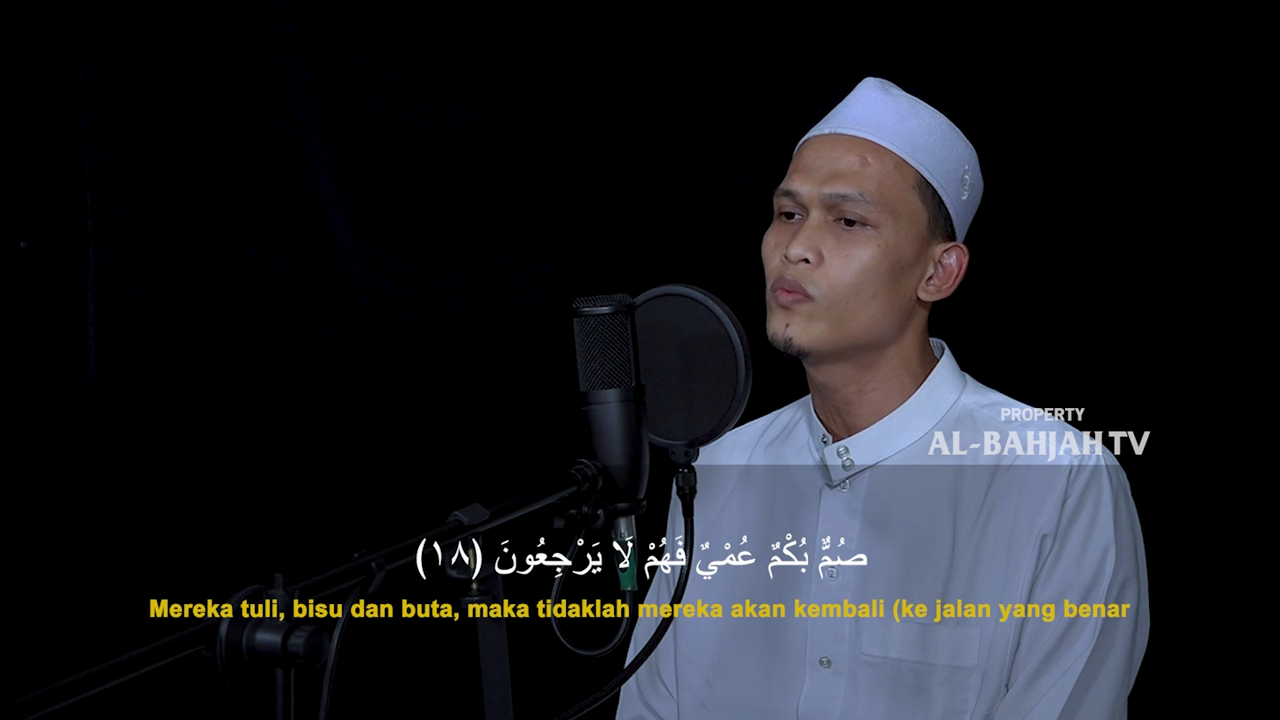 PROPERTY
AL-BAHJAH TV
صُمٌّ بُكْمٌ عُمْيٌ فَهُمْ لَا يَرْجِعُونَ (١٨)
Mereka tuli, bisu dan buta, maka tidaklah mereka akan kembali (ke jalan yang benar